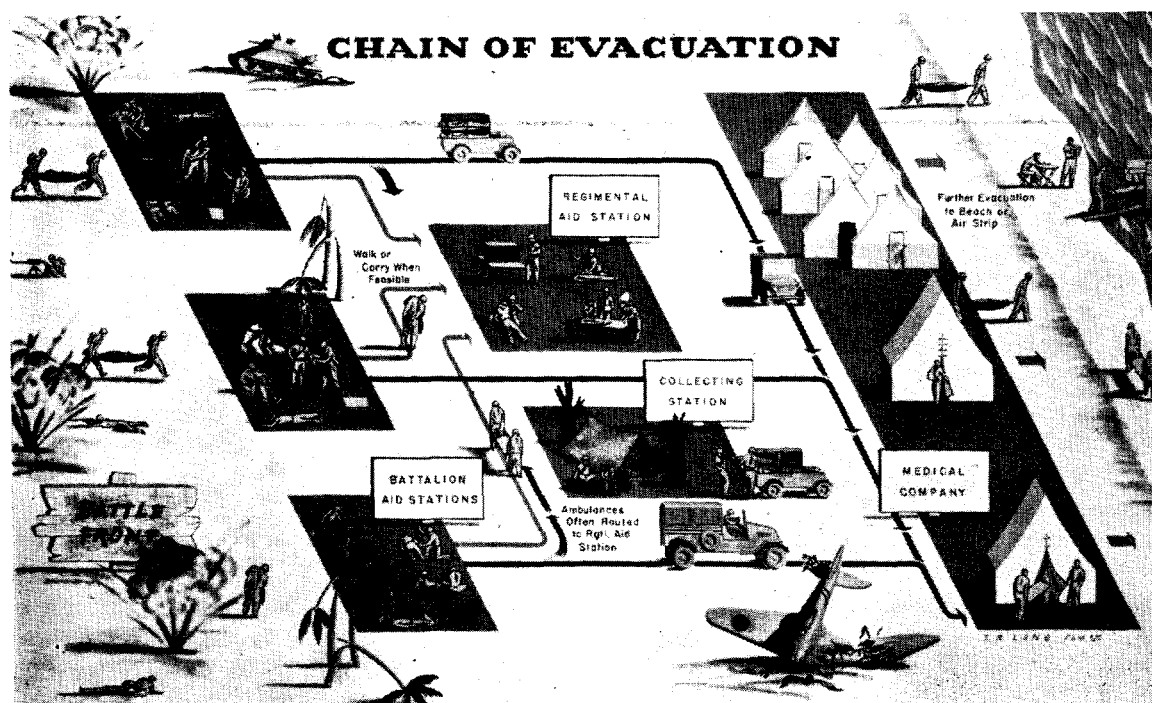 CHAIN OF EVACUATION
REGIMENTAL
AID STATION
Further Evacuation
to Beach or
Air Strip
Walk or
Carry When
Feasible
COLLECTING
STATION
BATTALION
AID STATIONS
MEDICAL
COMPANY
BATTLE
FRONT
Ambulances
Often Routed
to Rgtl. Aid
Station
LANG